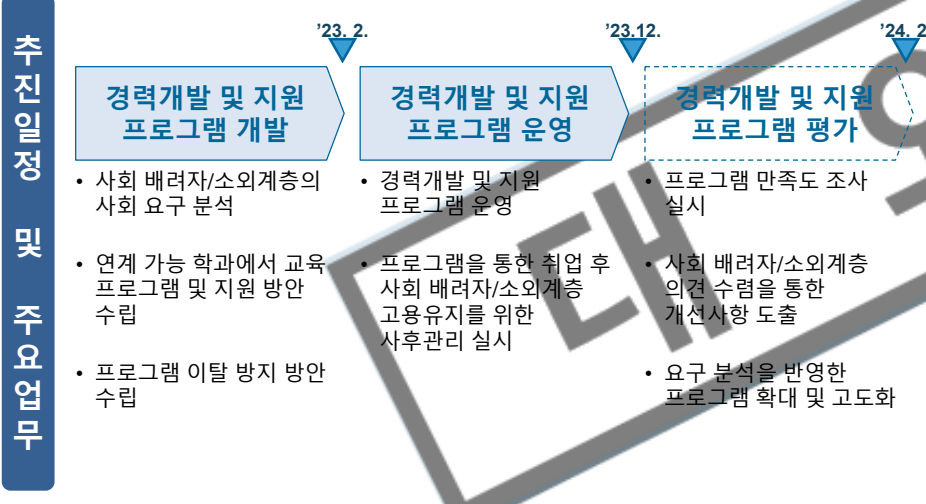 추진일정 및 주요업무
’23. 2.
경력개발 및 지원
프로그램 개발
• 사회 배려자/소외계층의
사회 요구 분석
• 연계 가능 학과에서 교육
프로그램 및 지원 방안
수립
• 프로그램 이탈 방지 방안
수립
’23.12.
경력개발 및 지원
프로그램 운영
• 경력개발 및 지원
프로그램 운영
• 프로그램을 통한 취업 후
사회 배려자/소외계층
고용유지를 위한
사후관리 실시
’24. 2
경력개발 및 지원
프로그램 평가
• 프로그램 만족도 조사
실시
• 사회 배려자/소외계층
의견 수렴을 통한
개선사항 도출
• 요구 분석을 반영한
프로그램 확대 및 고도화
대